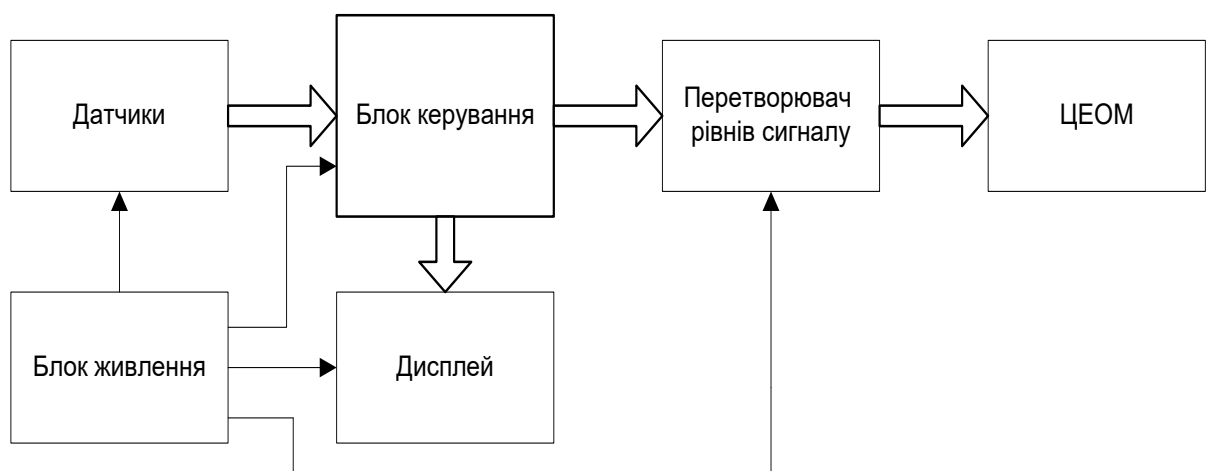 Датчики
Блок керування
Перетворювач
рівнів сигналу
ЦЕОМ
Блок живлення
Дисплей